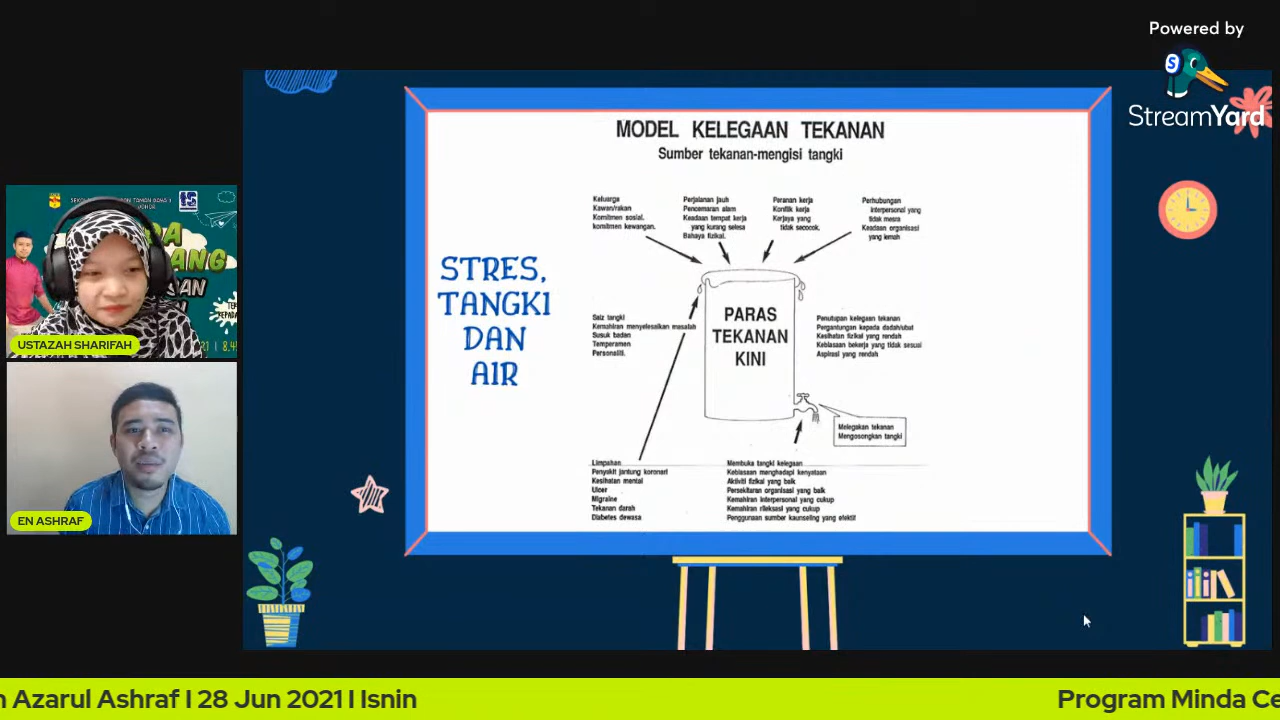 Powered by
StreamYard
MODEL KELEGAAN TEKANAN
Sumber tekanan-mengisi tangki
Keluarga
Kawan/rakan
Komitmen sosial.
komitmen kewangan.
Perjalanan jauh
Pencemaran alam
Keadaan tempat kerja
yang kurang selesa
Bahaya fizikal.
Peranan kerja
Konflik kerja
Kerjaya yang
tidak secocok.
Perhubungan
interpersonal yang
tidak mesra
Keadaan organisasi
yang lemah
STRES,
TANGKI
DAN
AIR
PARAS
TEKANAN
KINI
Saiz tangki
Kemahiran menyelesaikan masalah
Susuk badan
Temperamen
Personaliti.
Penutupan kelegaan tekanan
Pergantungan kepada dadah/ubat
Kesihatan fizikal yang rendah
Kebiasaan bekerja yang tidak sesuai
Aspirasi yang rendah
Melegakan tekanan
Mengosongkan tangki
Limpahan
Penyakit jantung koronari
Kesihatan mental
Ulcer
Migraine
Tekanan darah
Diabetes dewasa
Membuka tangki kelegaan
Kebiasaan menghadapi kenyataan
Aktiviti fizikal yang baik
Persekitaran organisasi yang baik
Kemahiran interpersonal yang cukup
Kemahiran rileksasi yang cukup
Penggunaan sumber kaunseling yang efektif
USTAZAH SHARIFAH
EN ASHRAF
n Azarul Ashraf I 28 Jun 2021 I Isnin
Program Minda Ce